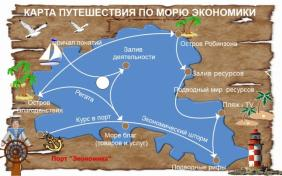 КАРТА ПУТЕШЕСТВИЯ ПО МОРЮ ЭКОНОМИКИ
Причал понятий
Остров Робинзона
Залив
деятельности
Залив ресурсов
Подводный мир ресурсов
Остров
Благоденствия
Регата
Пляж - TV
Курс в порт
Экономический шторм
Море благ
(товаров и услуг)
Порт "Экономика"
Подводные рифы